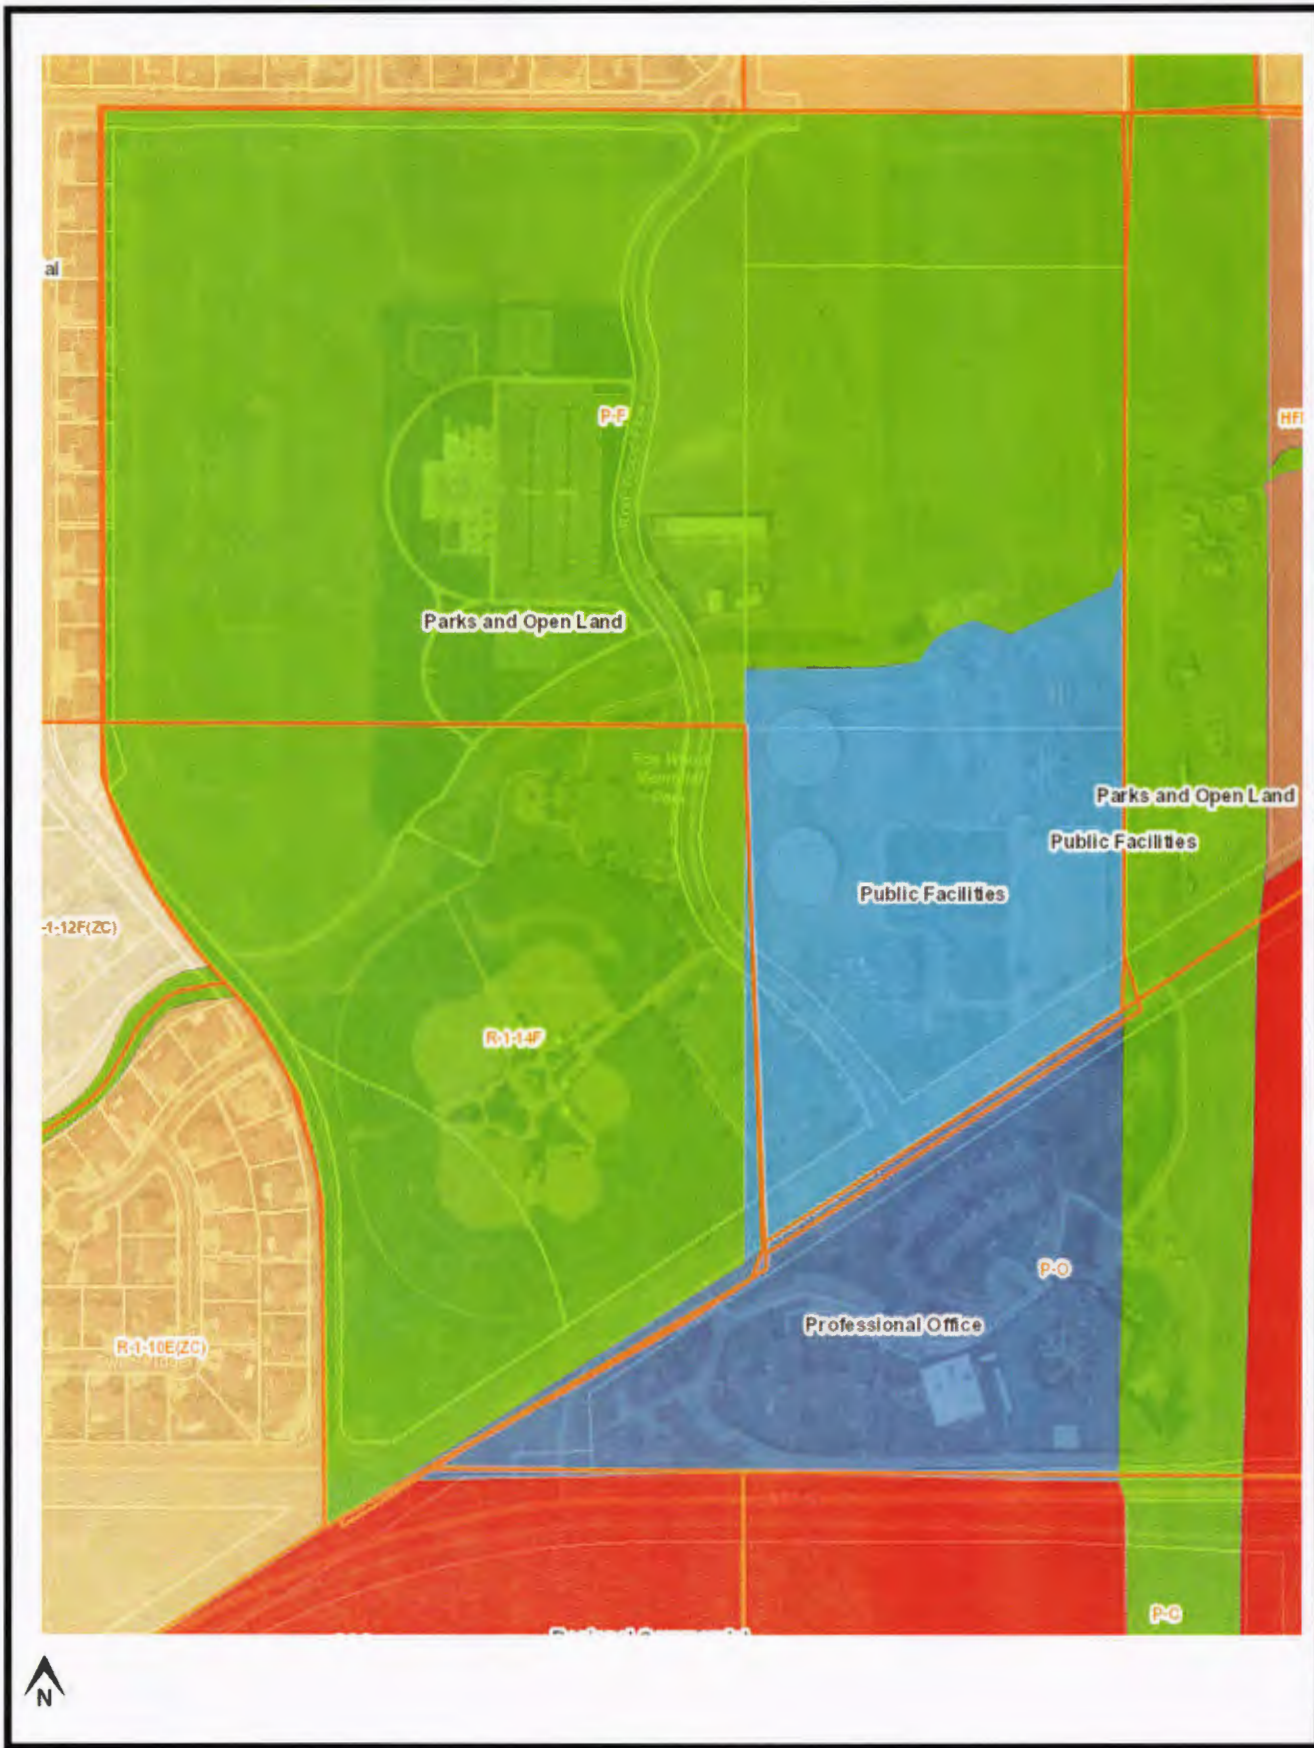 al
P-F
HFI
Parks and Open Land
Parks and Open Land
Public Facilities
Public Facilities
-1-12F(ZC)
R-1-14F
P-O
Professional Office
R-1-10E(ZC)
P-C
N